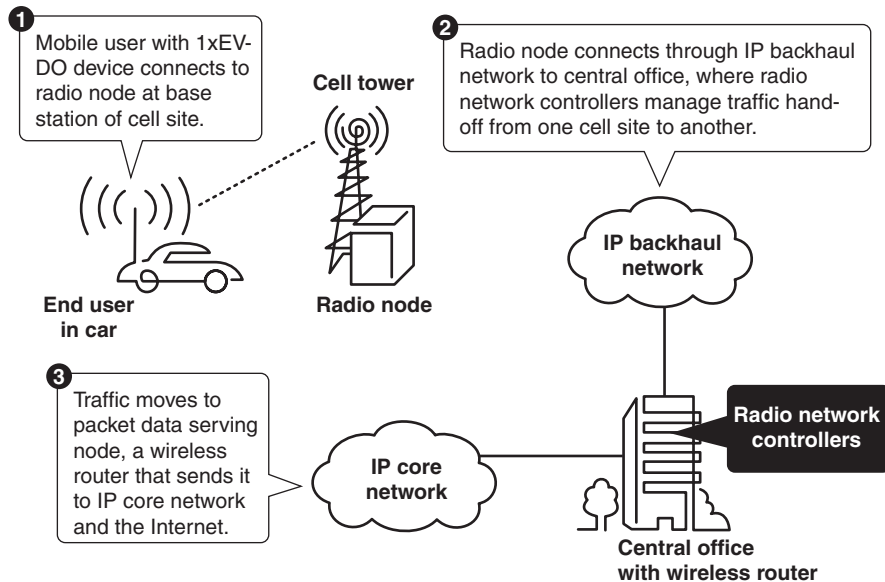 1
Mobile user with 1xEV-
DO device connects to
radio node at base
station of cell site.
2
Radio node connects through IP backhaul
network to central office, where radio
network controllers manage traffic hand-
off from one cell site to another.
Cell tower
IP backhaul
network
End user
in car
Radio node
3
Traffic moves to
packet data serving
node, a wireless
router that sends it
to IP core network
and the Internet.
IP core
network
Radio network
controllers
Central office
with wireless router